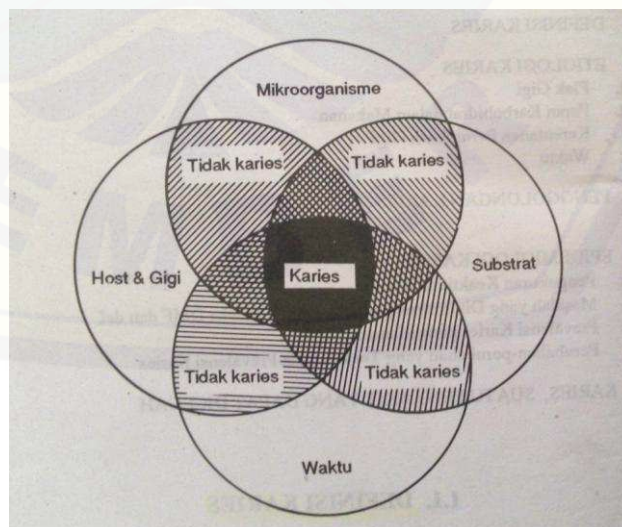 Mikroorganisme
Tidak karies
Tidak karies
Host & Gigi
Karies
Substrat
Tidak karies
Tidak karies
Waktu